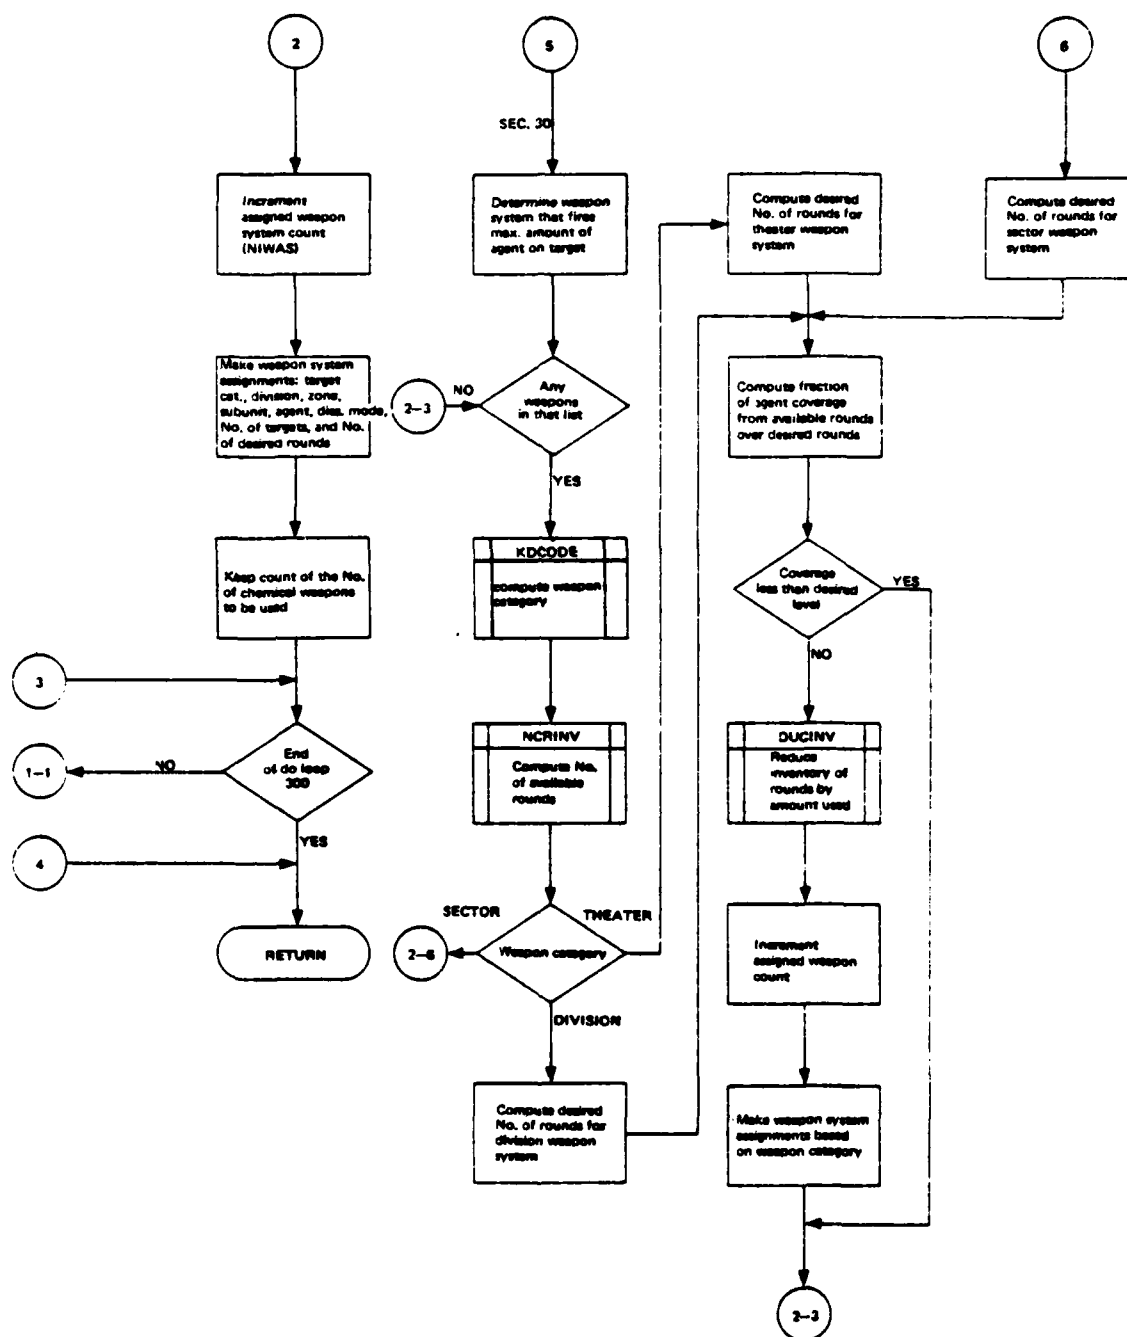 2
Increment
assigned weapon
system count
(NIWAS)
Make weapon system
assignments: target
cat., division, zone,
subunit, agent, diss. mode,
No. of targets, and No.
of desired rounds
Keep count of the No.
of chemical weapons
to be used
3
End
of do loop
300
NO
1-1
YES
4
RETURN
5
SEC. 30
Determine weapon
system that fires
max. amount of
agent on target
Any
weapons
in that list
NO
2-3
YES
KDCODE
compute weapon
category
NCRINV
Compute No.
of available
rounds
SECTOR
THEATER
Weapon category
2-6
DIVISION
Compute desired
No. of rounds for
division weapon
system
Compute desired
No. of rounds for
theater weapon
system
6
Compute desired
No. of rounds for
sector weapon
system
Compute fraction
of agent coverage
from available rounds
over desired rounds
Coverage
less than desired
level
YES
NO
DUCINV
Reduce
inventory of
rounds by
amount used
Increment
assigned weapon
count
Make weapon system
assignments based
on weapon category
2-3